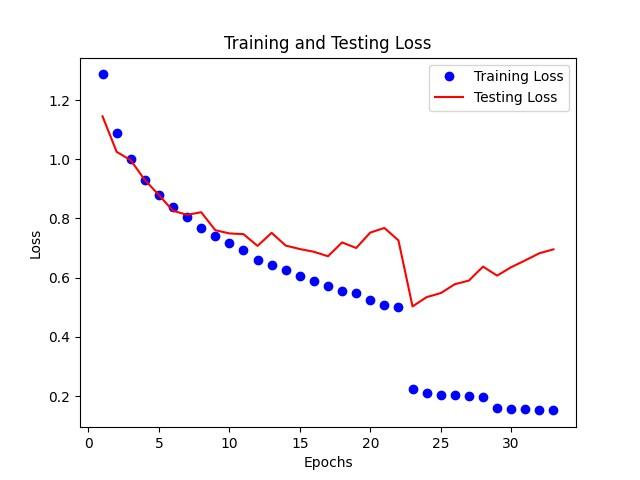 Training and Testing Loss
Training Loss
Testing Loss
Loss
1.2
1.0
0.8
0.6
0.4
0.2
0 5 10 15 20 25 30
Epochs